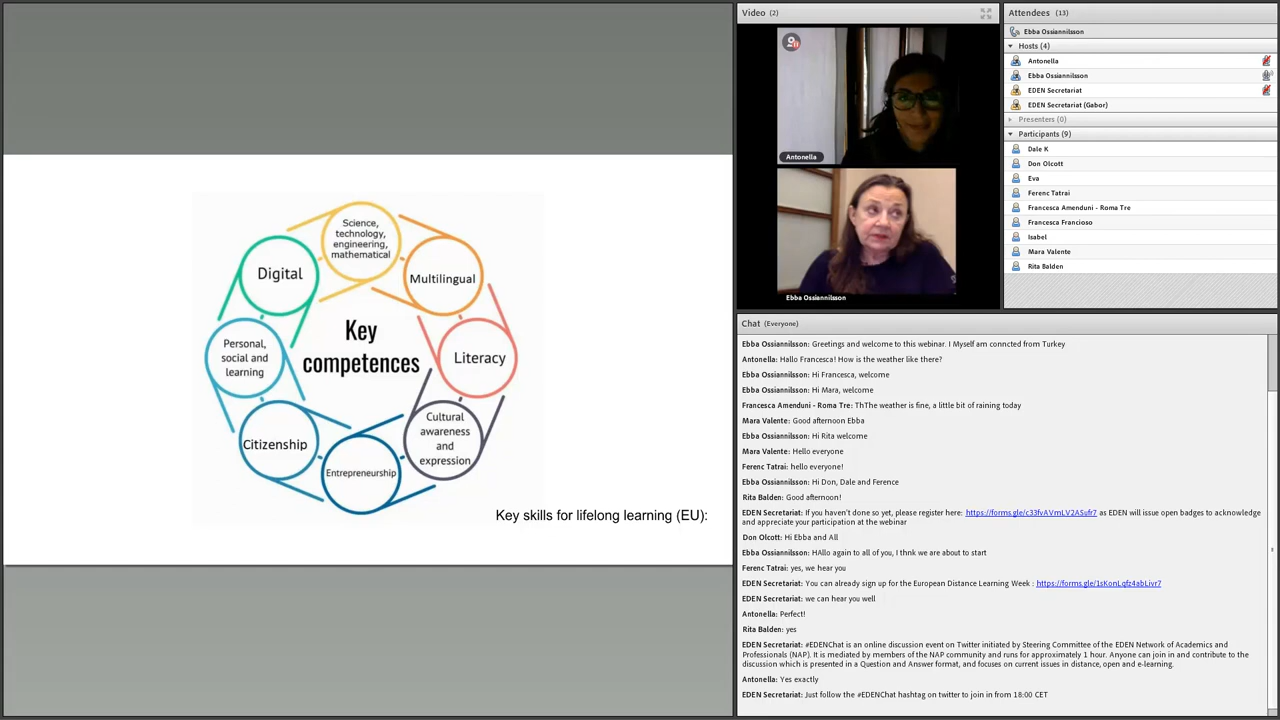 Science,
technology,
engineering,
mathematical
Digital
Multilingual
Key
competences
Personal,
social and
learning
Literacy
Cultural
awareness
and
expression
Citizenship
Entrepreneurship
Key skills for lifelong learning (EU):
Video (2)
Antonella
Ebba Ossiannilsson
Attendees (13)
Ebba Ossiannilsson
Hosts (4)
Antonella
Ebba Ossiannilsson
EDEN Secretariat
EDEN Secretariat (Gabor)
Presenters (0)
Participants (9)
Dale K
Don Olcott
Eva
Ferenc Tatrai
Francesca Amenduni - Roma Tre
Francesca Francioso
Isabel
Mara Valente
Rita Balden
Chat (Everyone)
Ebba Ossiannilsson: Greetings and welcome to this webinar. I Myself am conncted from Turkey
Antonella: Hallo Francesca! How is the weather like there?
Ebba Ossiannilsson: Hi Francesca, welcome
Ebba Ossiannilsson: Hi Mara, welcome
Francesca Amenduni - Roma Tre: ThThe weather is fine, a little bit of raining today
Mara Valente: Good afternoon Ebba
Ebba Ossiannilsson: Hi Rita welcome
Mara Valente: Hello everyone
Ferenc Tatrai: hello everyone!
Ebba Ossiannilsson: Hi Don, Dale and Ference
Rita Balden: Good afternoon!
EDEN Secretariat: If you haven't done so yet, please register here: https://forms.gle/c33fvAVmLV2ASufr7 as EDEN will issue open badges to acknowledge
and appreciate your participation at the webinar
Don Olcott: Hi Ebba and All
Ebba Ossiannilsson: HAllo again to all of you, I thnk we are about to start
Ferenc Tatrai: yes, we hear you
EDEN Secretariat: You can already sign up for the European Distance Learning Week : https://forms.gle/1sKonLqfz4abLivr7
EDEN Secretariat: we can hear you well
Antonella: Perfect!
Rita Balden: yes
EDEN Secretariat: #EDENChat is an online discussion event on Twitter initiated by Steering Committee of the EDEN Network of Academics and
Professionals (NAP). It is mediated by members of the NAP community and runs for approximately 1 hour. Anyone can join in and contribute to the
discussion which is presented in a Question and Answer format, and focuses on current issues in distance, open and e-learning.
Antonella: Yes exactly
EDEN Secretariat: Just follow the #EDENChat hashtag on twitter to join in from 18:00 CET